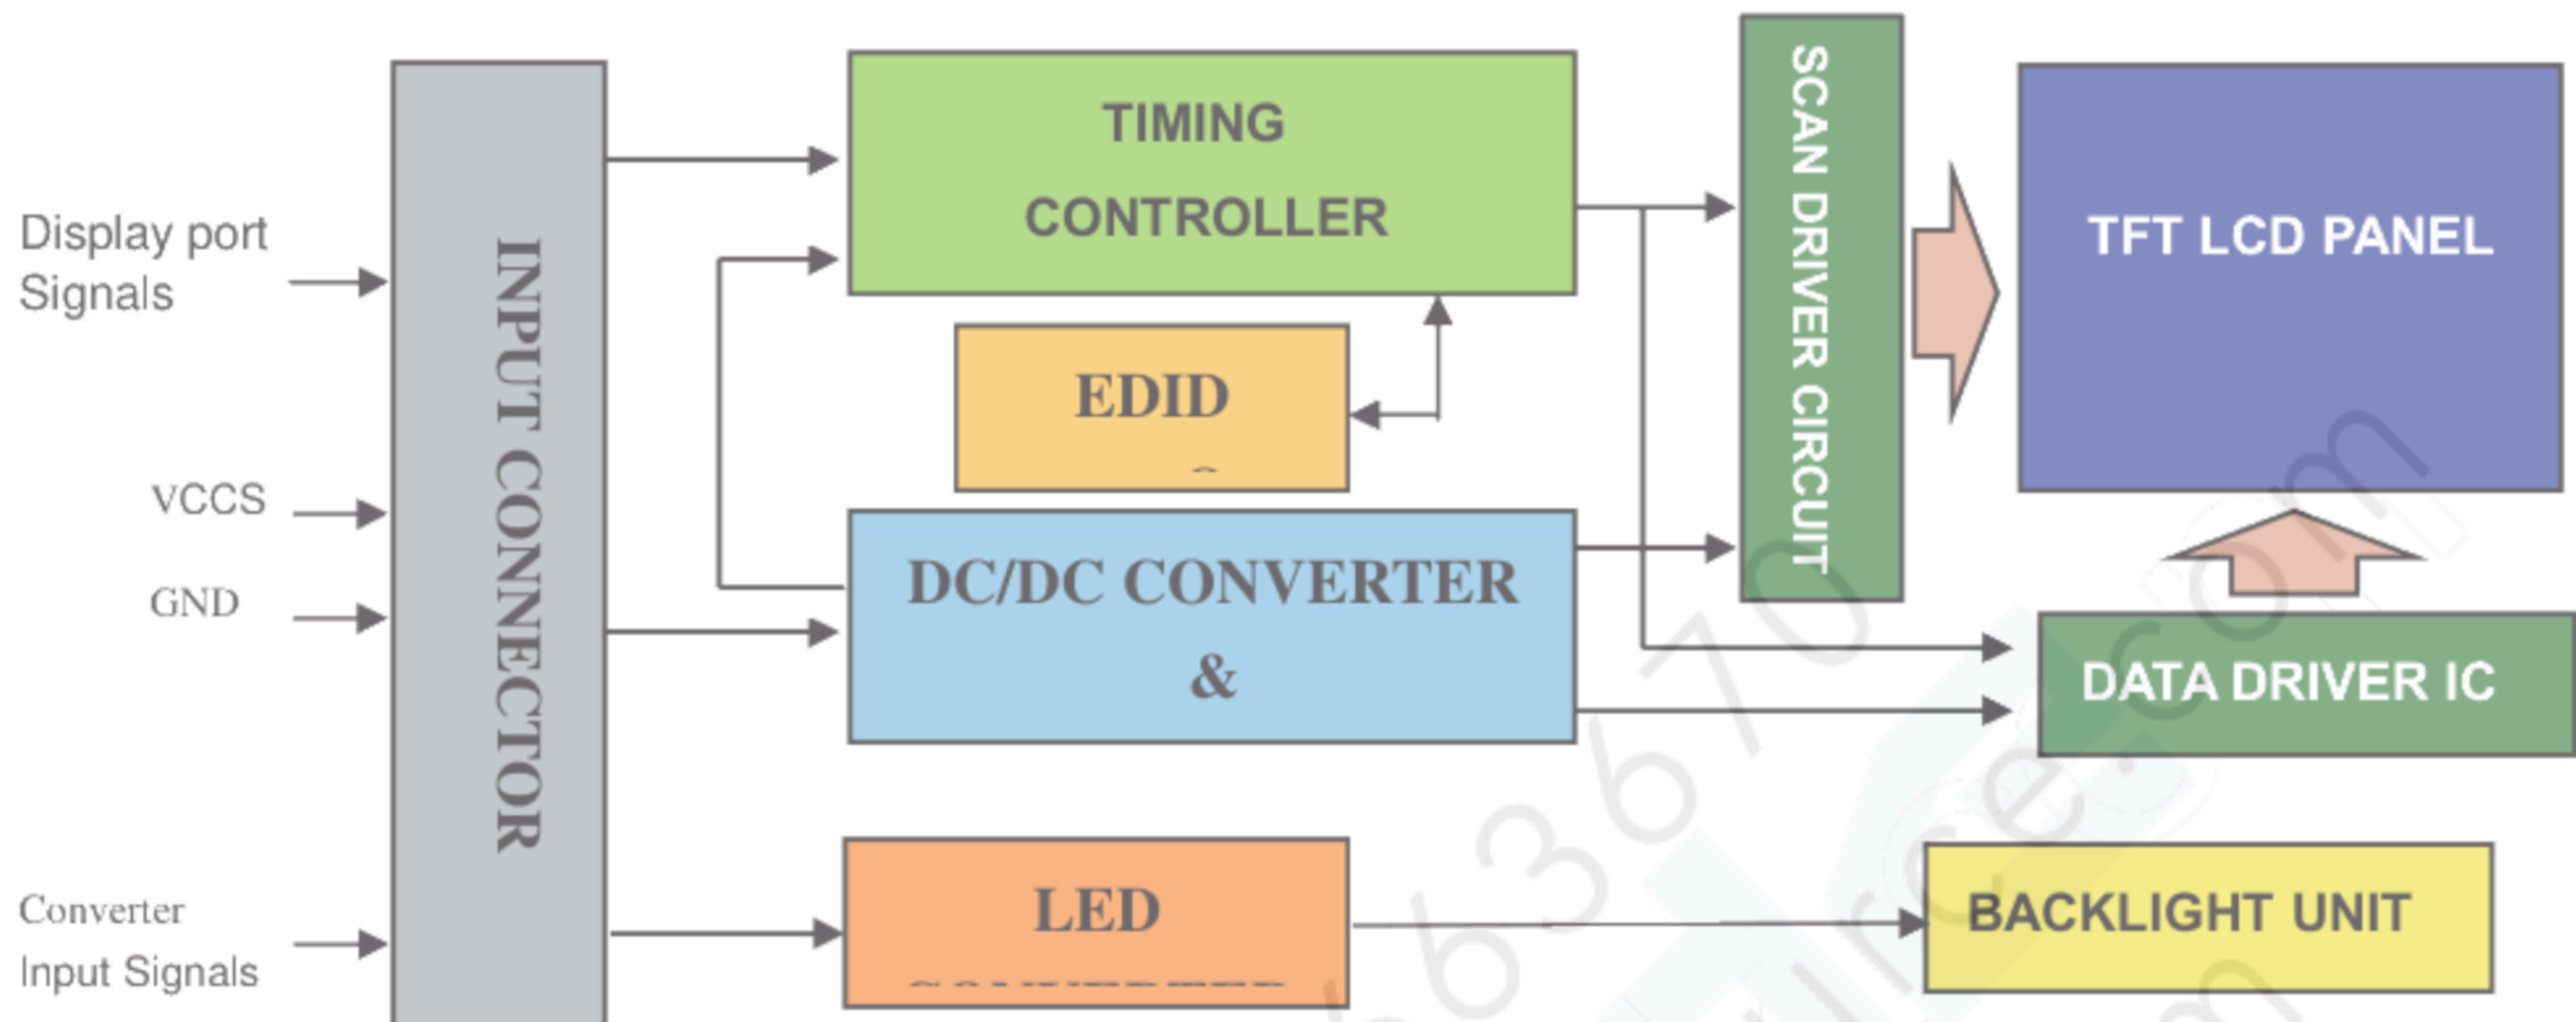 Display port
Signals
VCCS
GND
Converter
Input Signals
INPUT CONNECTOR
TIMING
CONTROLLER
EDID
DC/DC CONVERTER
&
LED
SCAN DRIVER CIRCUIT
TFT LCD PANEL
DATA DRIVER IC
BACKLIGHT UNIT